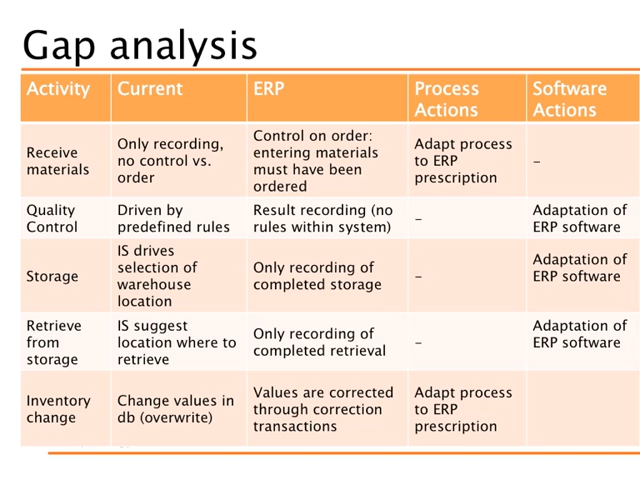 Gap analysis
Activity
Current
ERP
Process
Actions
Software
Actions
Receive
materials
Only recording,
no control vs.
order
Control on order:
entering materials
must have been
ordered
Adapt process
to ERP
prescription
-
Quality
Control
Driven by
predefined rules
Result recording (no
rules within system)
-
Adaptation of
ERP software
Storage
IS drives
selection of
warehouse
location
Only recording of
completed storage
-
Adaptation of
ERP software
Retrieve
from
storage
IS suggest
location where to
retrieve
Only recording of
completed retrieval
-
Adaptation of
ERP software
Inventory
change
Change values in
db (overwrite)
Values are corrected
through correction
transactions
Adapt process
to ERP
prescription